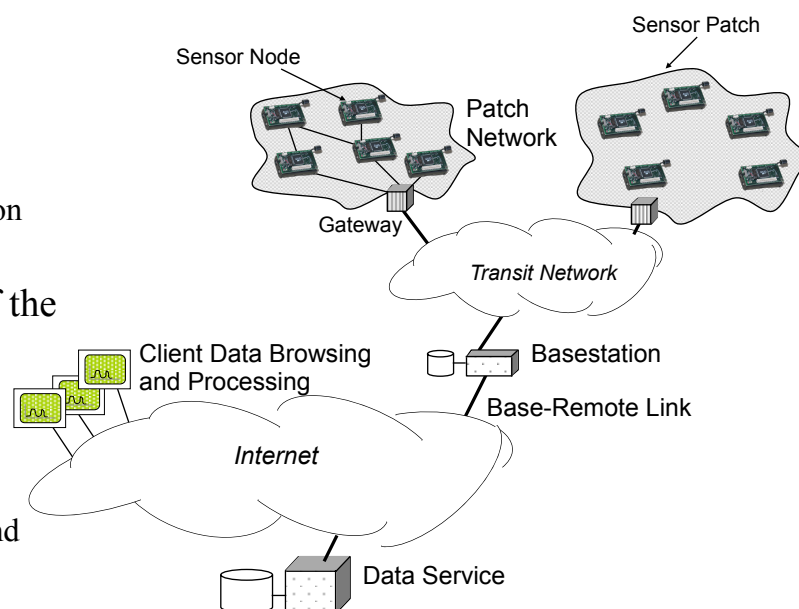 Sensor Patch
Sensor Node
Patch
Network
on
Gateway
Transit Network
f the
Client Data Browsing
and Processing
Basestation
Base-Remote Link
Internet
nd
Data Service